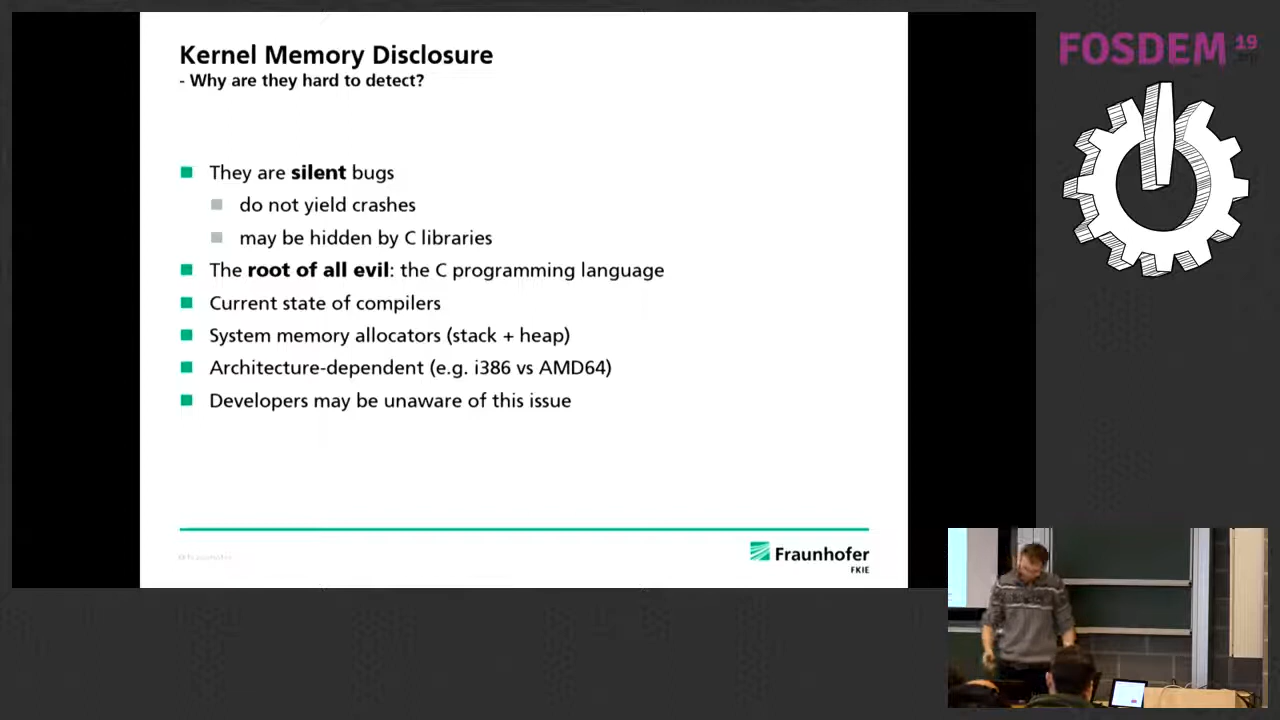 Kernel Memory Disclosure
- Why are they hard to detect?
They are silent bugs
do not yield crashes
may be hidden by C libraries
The root of all evil: the C programming language
Current state of compilers
System memory allocators (stack + heap)
Architecture-dependent (e.g. i386 vs AMD64)
Developers may be unaware of this issue
© Fraunhofer
Fraunhofer
FKIE
FOSDEM 19